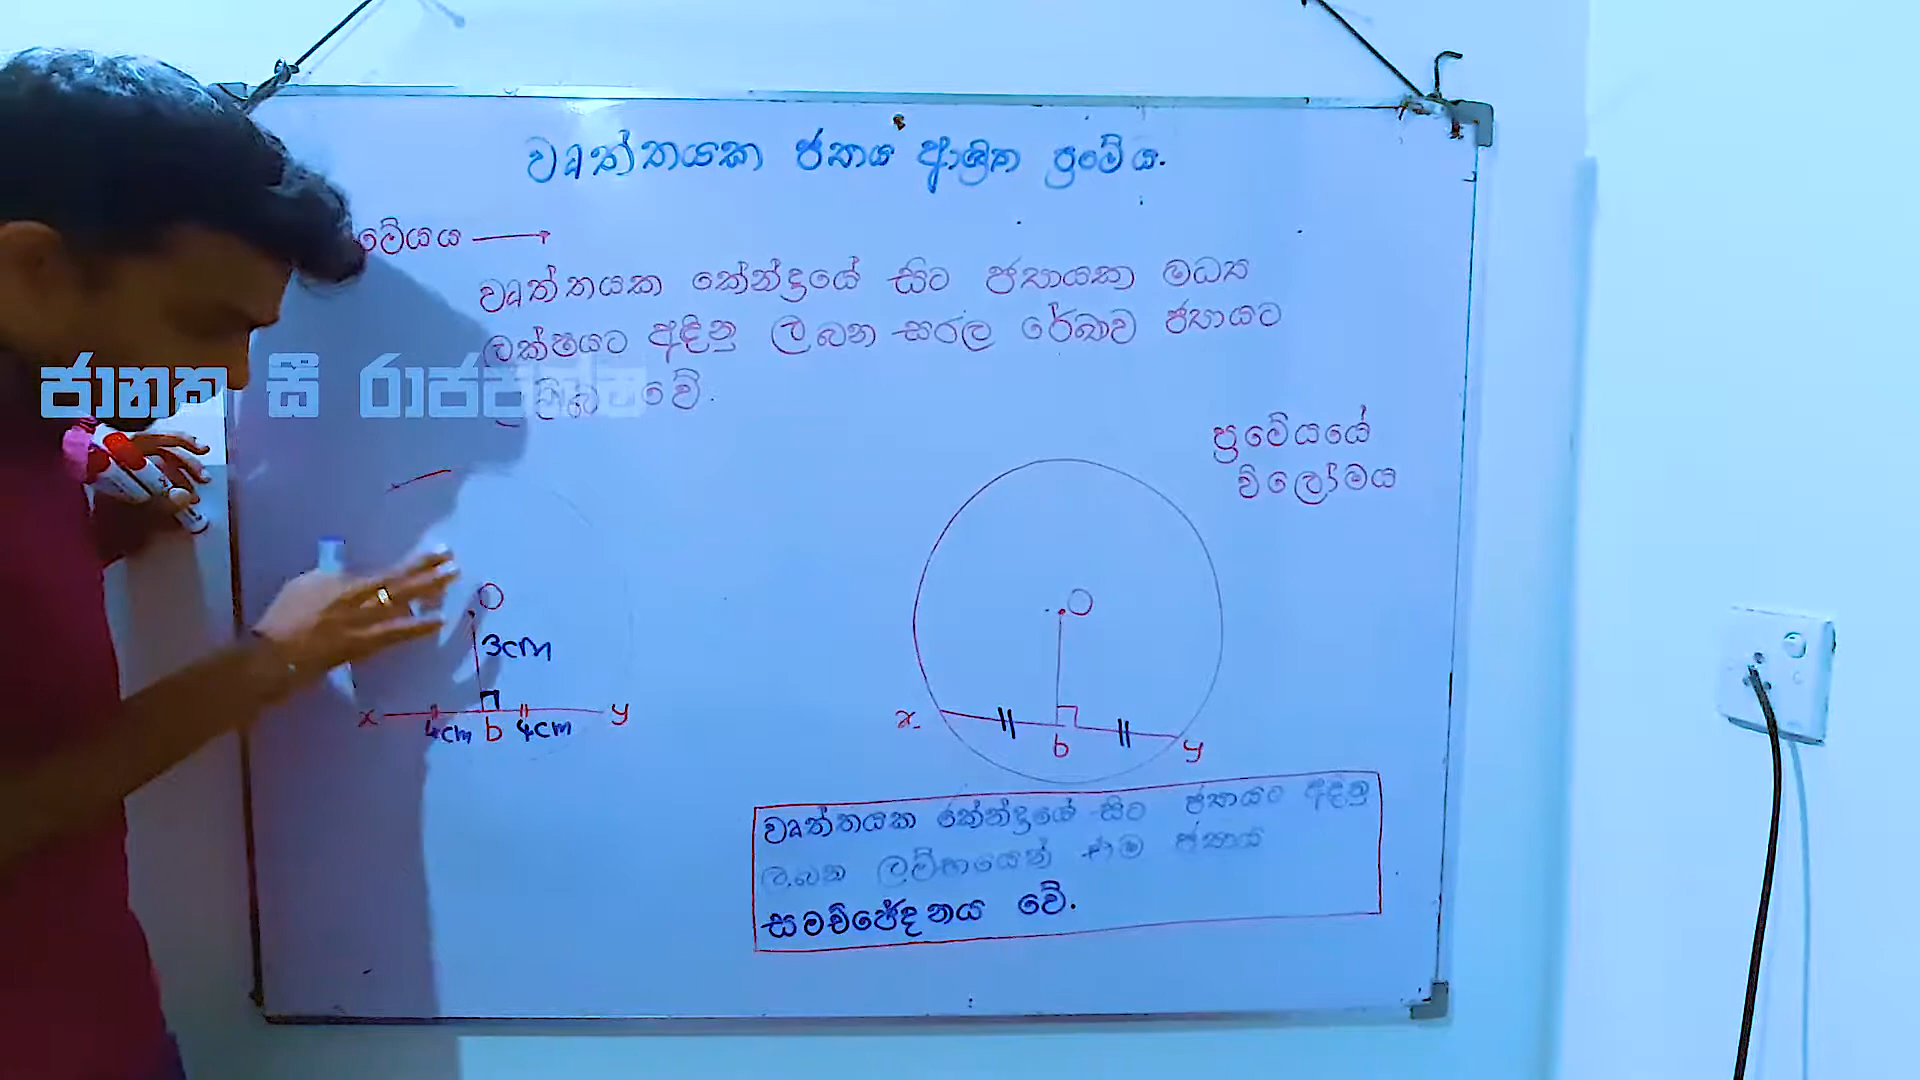 වෘත්තයක ජ්‍යාය ආශ්‍රිත ප්‍රමේය.
මේයය →
වෘත්තයක කේන්ද්‍රයේ සිට ජ්‍යායක මධ්‍ය
ලක්ෂයට අඳිනු ලබන සරල රේඛාව ජ්‍යායට
වේ.
ජානක සී
ප්‍රමේයයේ
විලෝමය
O
3cm
x 4cm b 4cm y
O
x b y
වෘත්තයක කේන්ද්‍රයේ සිට ජ්‍යායට අඳිනු
ලබන ලම්භයෙන් එම ජ්‍යාය
සමච්ඡේදනය වේ.